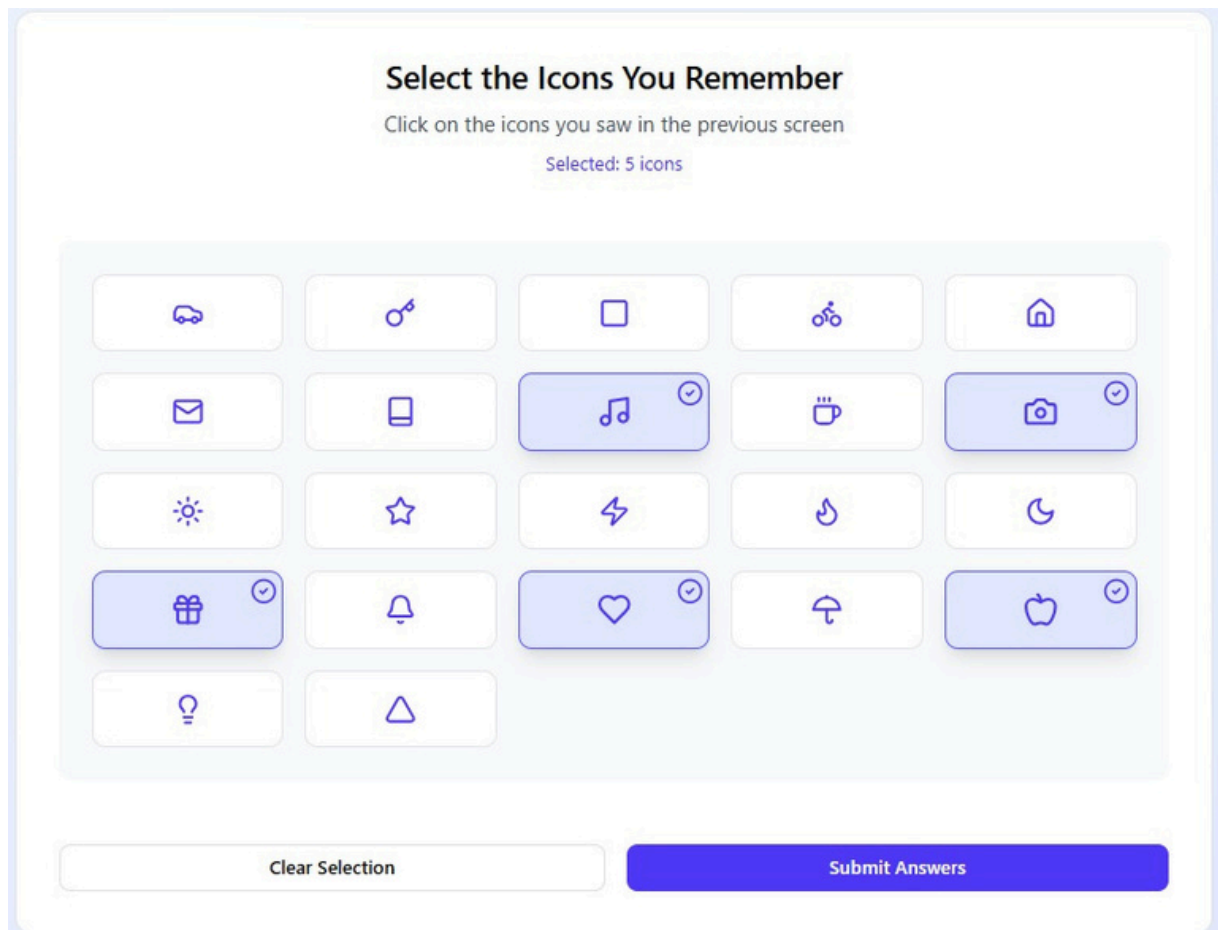 Select the Icons You Remember
Click on the icons you saw in the previous screen
Selected: 5 icons
Clear Selection
Submit Answers